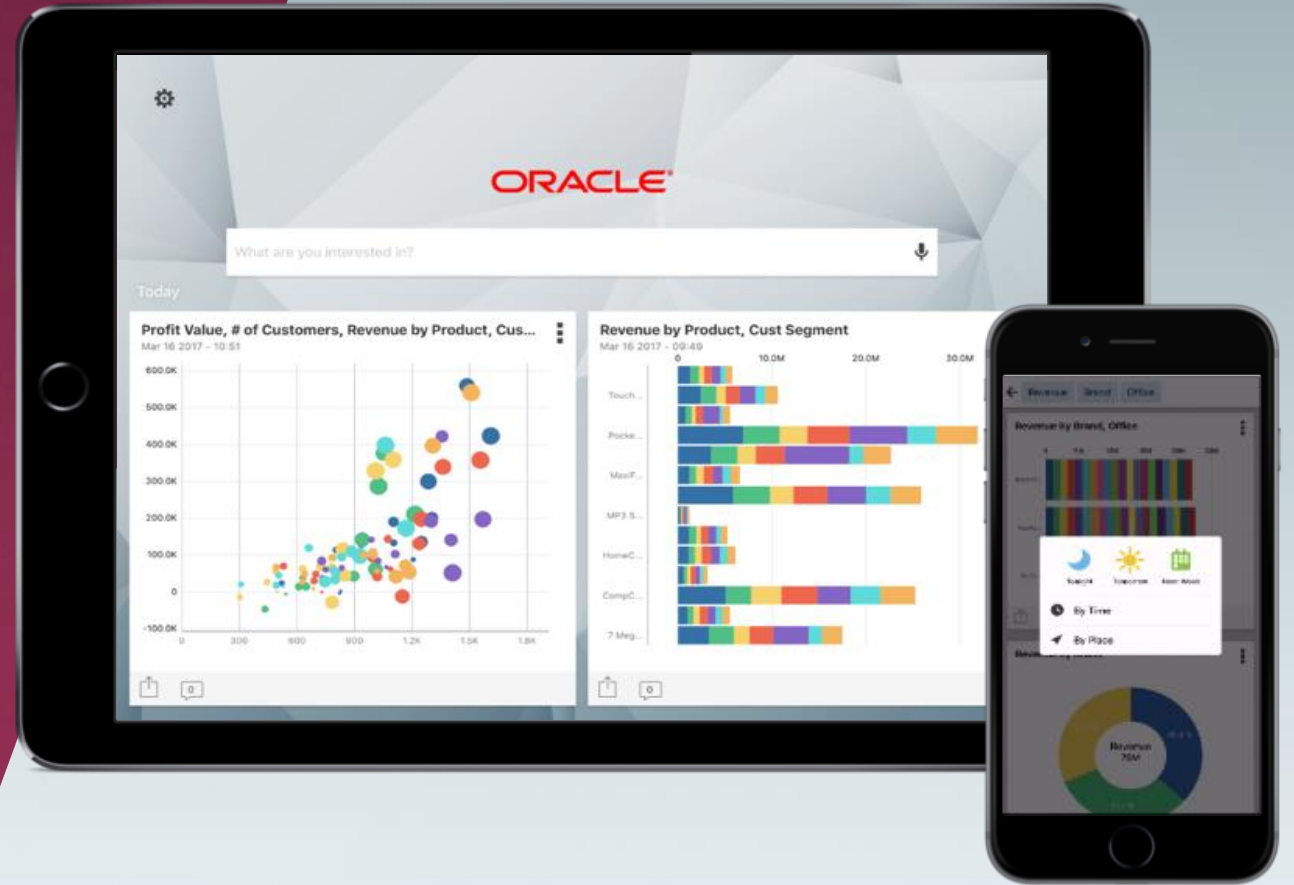 ORACLE
What are you interested in?
Today
Profit Value, # of Customers, Revenue by Product, Cus...
Mar 16 2017 - 10:51
600.0K
500.0K
400.0K
300.0K
200.0K
100.0K
0
-100.0K
0 300 600 900 1.2K 1.5K 1.8K
0
Revenue by Product, Cust Segment
Mar 16 2017 - 09:49
0 10.0M 20.0M 30.0M
Touch...
Pocke...
MaxiF...
MP3 S...
HomeC...
CompC...
7 Meg...
0
Revenue Brand Office
Revenue by Brand, Office
Tonight Tomorrow Next Week
By Time
By Place
Revenue